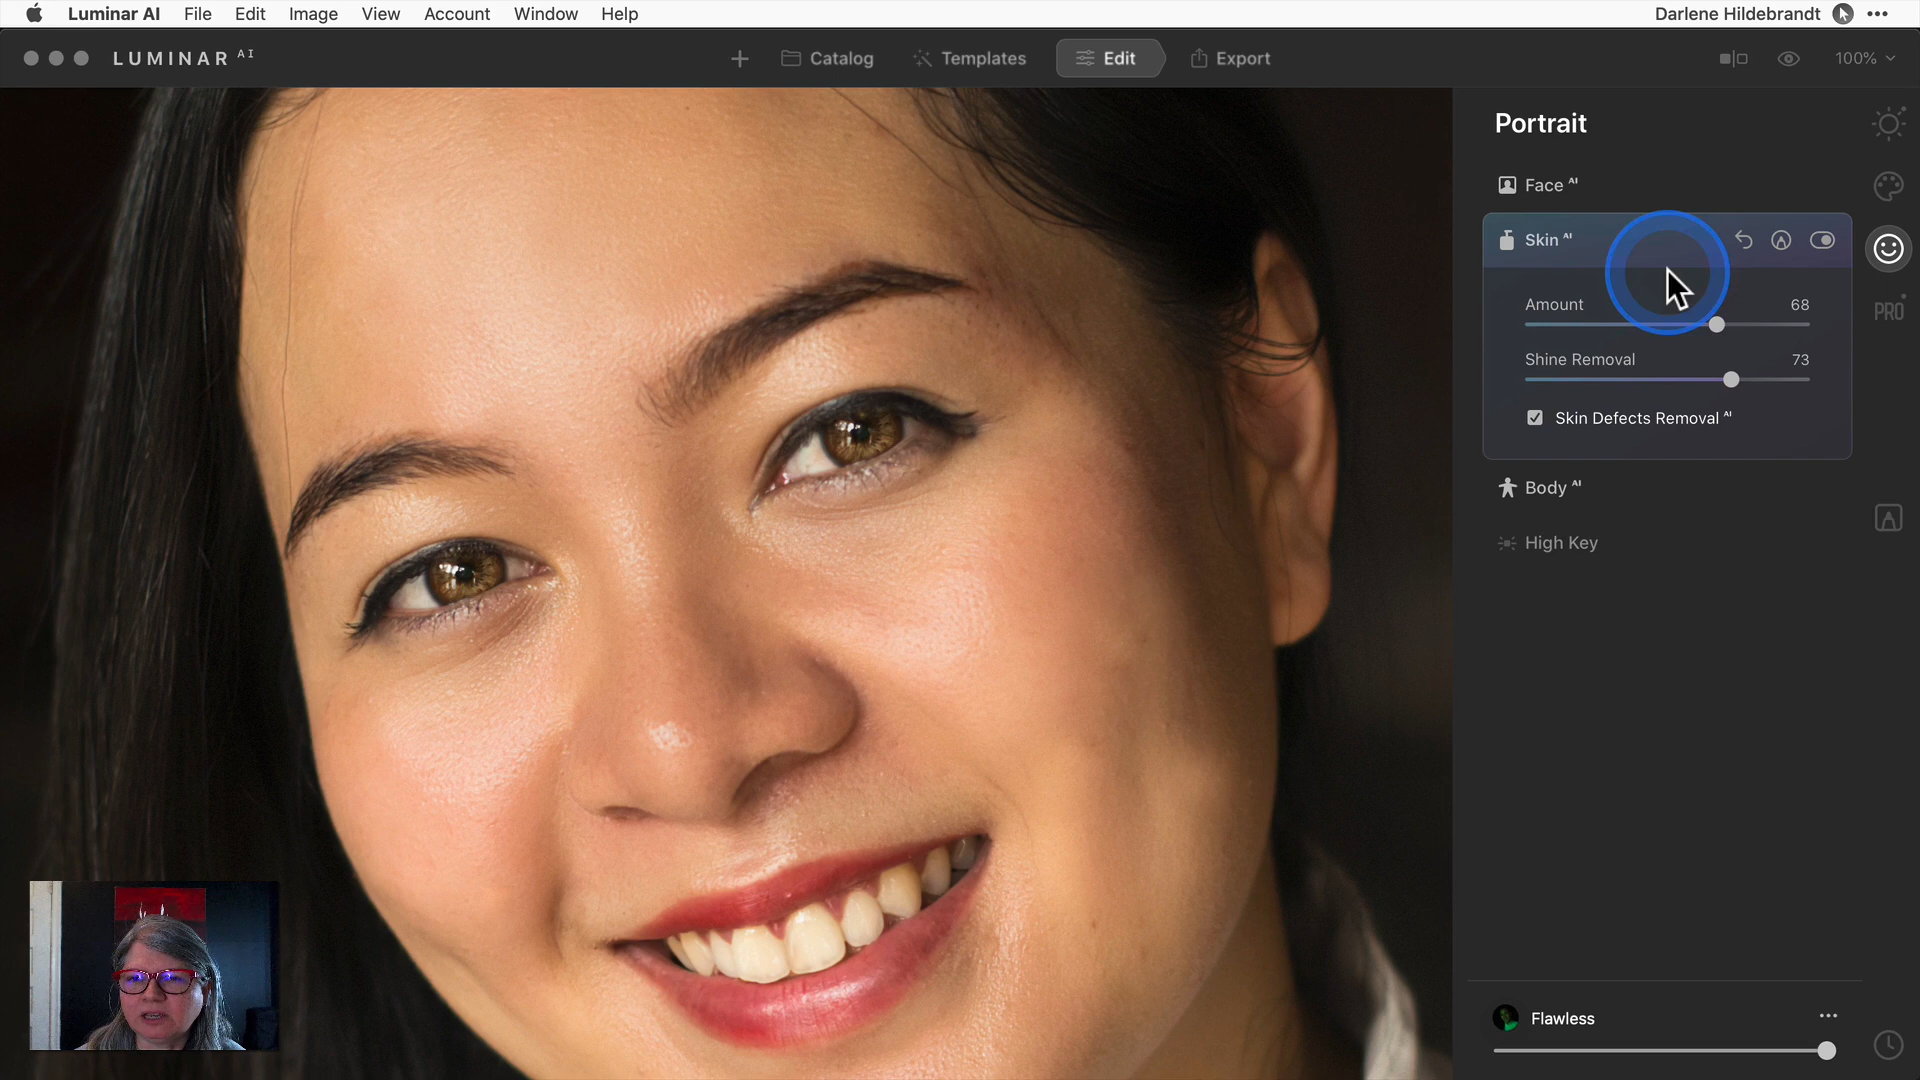 Luminar AI File Edit Image View Account Window Help Darlene Hildebrandt
LUMINAR AI Catalog Templates Edit Export 100%
Portrait
Face AI
Skin AI
Amount 68
PRO
Shine Removal 73
Skin Defects Removal AI
Body AI
High Key
Flawless